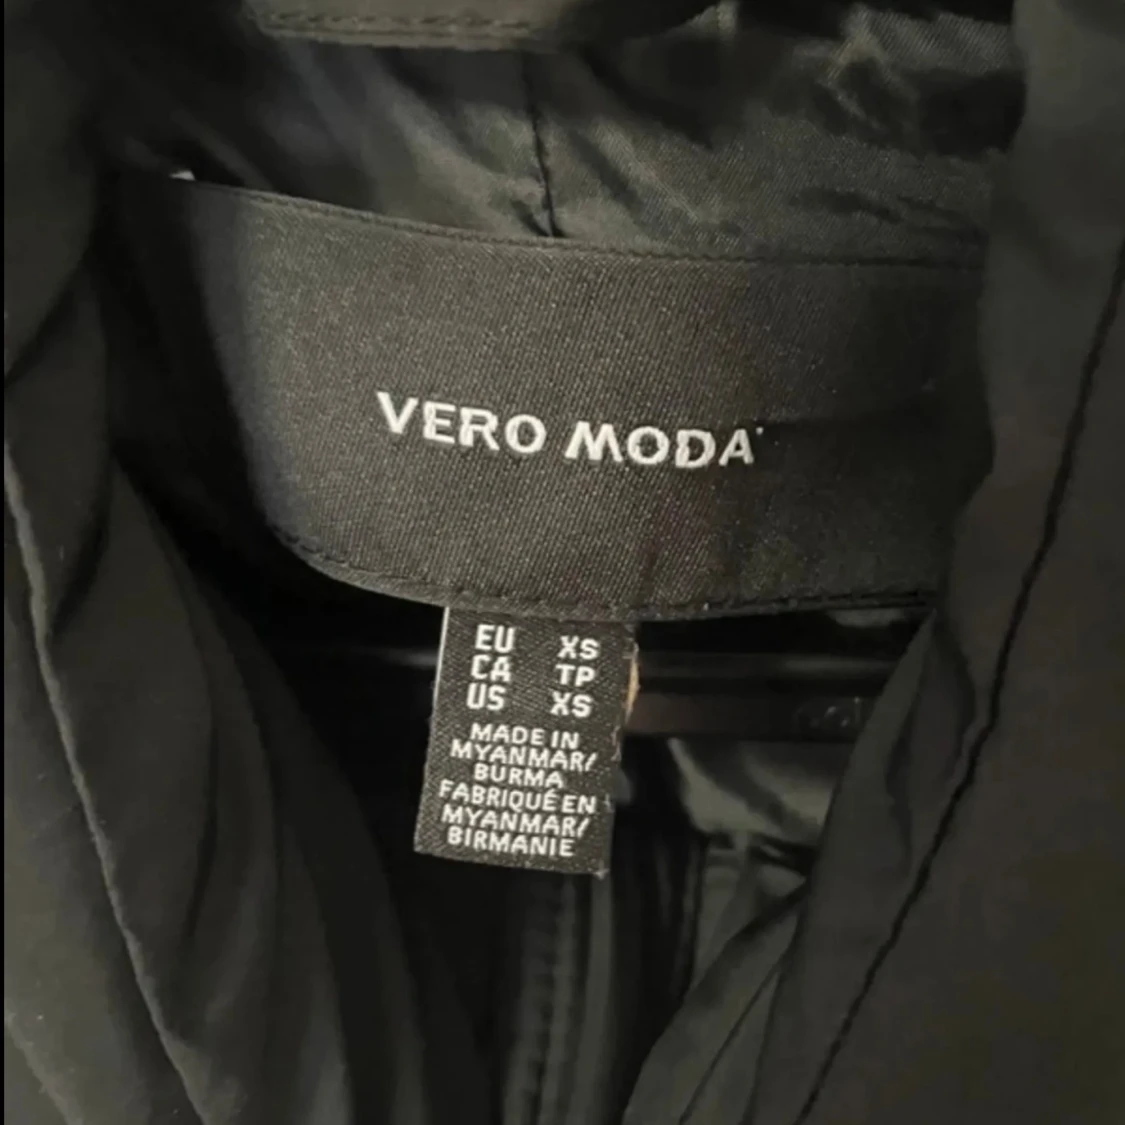 VERO MODA
EU XS
CA TP
US XS
MADE IN
MYANMAR/
BURMA
FABRIQUÉ EN
MYANMAR/
BIRMANIE